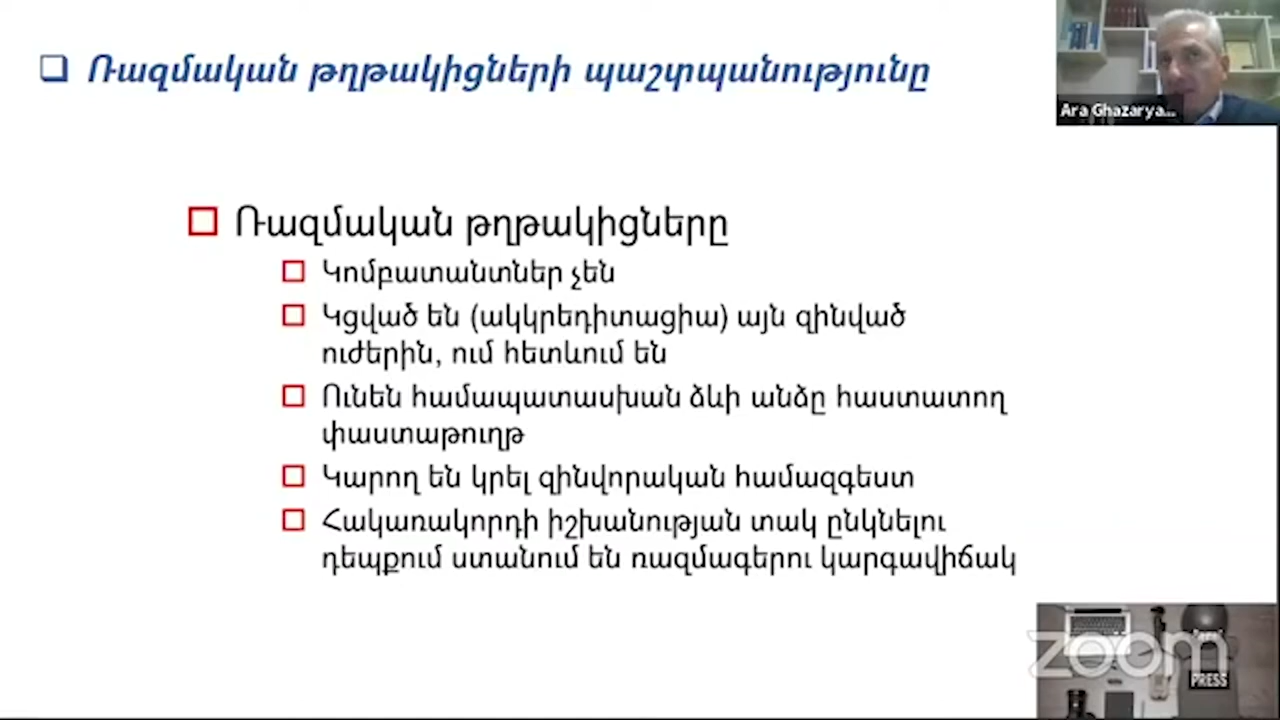 Ռազմական թղթակիցների պաշտպանությունը
Ara Ghazarya...
Ռազմական թղթակիցները
Կոմբատանտներ չեն
Կցված են (ակկրեդիտացիա) այն զինված
ուժերին, ում հետևում են
Ունեն համապատասխան ձևի անձը հաստատող
փաստաթուղթ
Կարող են կրել զինվորական համազգեստ
Հակառակորդի իշխանության տակ ընկնելու
դեպքում ստանում են ռազմագերու կարգավիճակ
zoom
PRESS